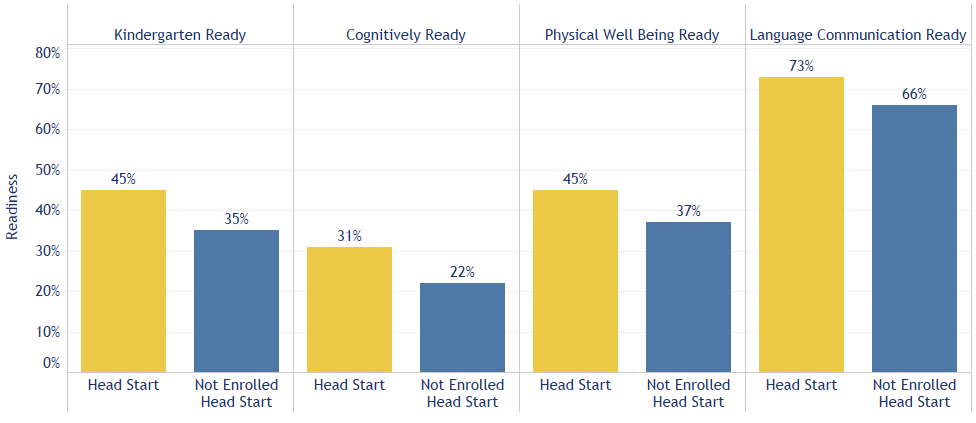 Kindergarten Ready
Cognitively Ready
Physical Well Being Ready
Language Communication Ready
Readiness
80%
70%
60%
50%
40%
30%
20%
10%
0%
45%
35%
31%
22%
45%
37%
73%
66%
Head Start
Not Enrolled
Head Start
Head Start
Not Enrolled
Head Start
Head Start
Not Enrolled
Head Start
Head Start
Not Enrolled
Head Start